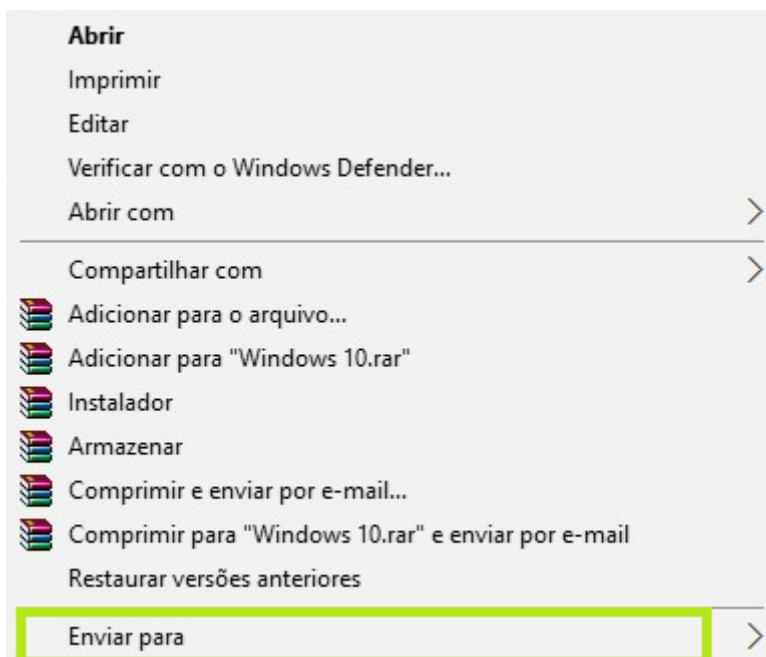 Abrir
Imprimir
Editar
Verificar com o Windows Defender...
Abrir com
Compartilhar com
Adicionar para o arquivo...
Adicionar para "Windows 10.rar"
Instalador
Armazenar
Comprimir e enviar por e-mail...
Comprimir para "Windows 10.rar" e enviar por e-mail
Restaurar versões anteriores
Enviar para